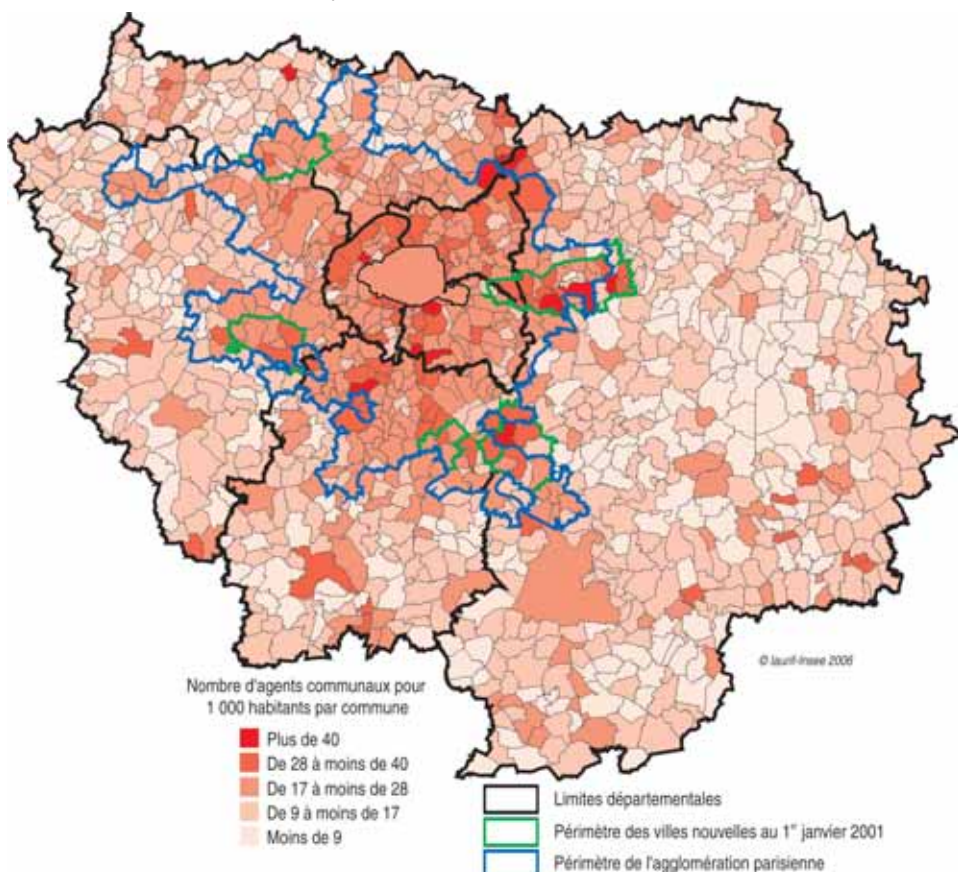 © Iaurif-Insee 2006
Nombre d'agents communaux pour
1 000 habitants par commune
Plus de 40
De 28 à moins de 40
De 17 à moins de 28
De 9 à moins de 17
Moins de 9
Limites départementales
Périmètre des villes nouvelles au 1er janvier 2001
Périmètre de l'agglomération parisienne